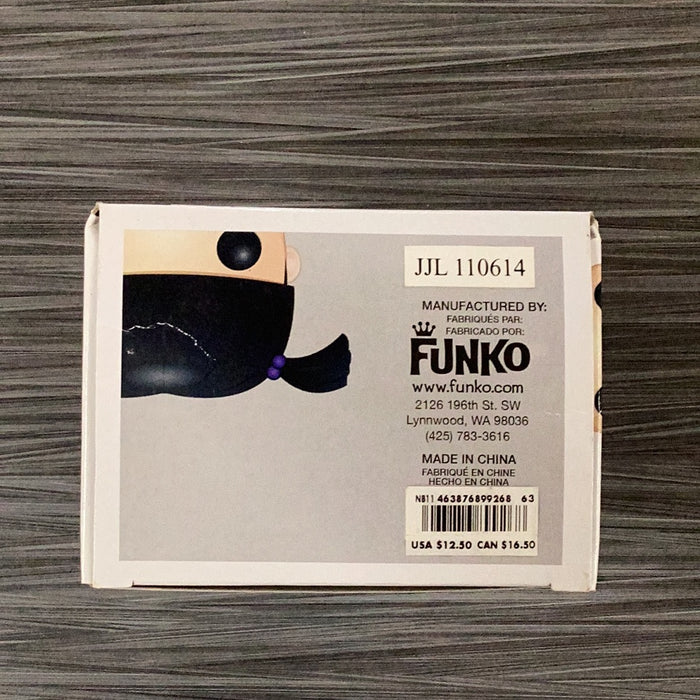 JJL 110614
MANUFACTURED BY:
FABRIQUÉS PAR:
FABRICADO POR:
FUNKO
www.funko.com
2126 196th St. SW
Lynnwood, WA 98036
(425) 783-3616
MADE IN CHINA
FABRIQUÉ EN CHINE
HECHO EN CHINA
NB11 463876899268 63
USA $12.50 CAN $16.50